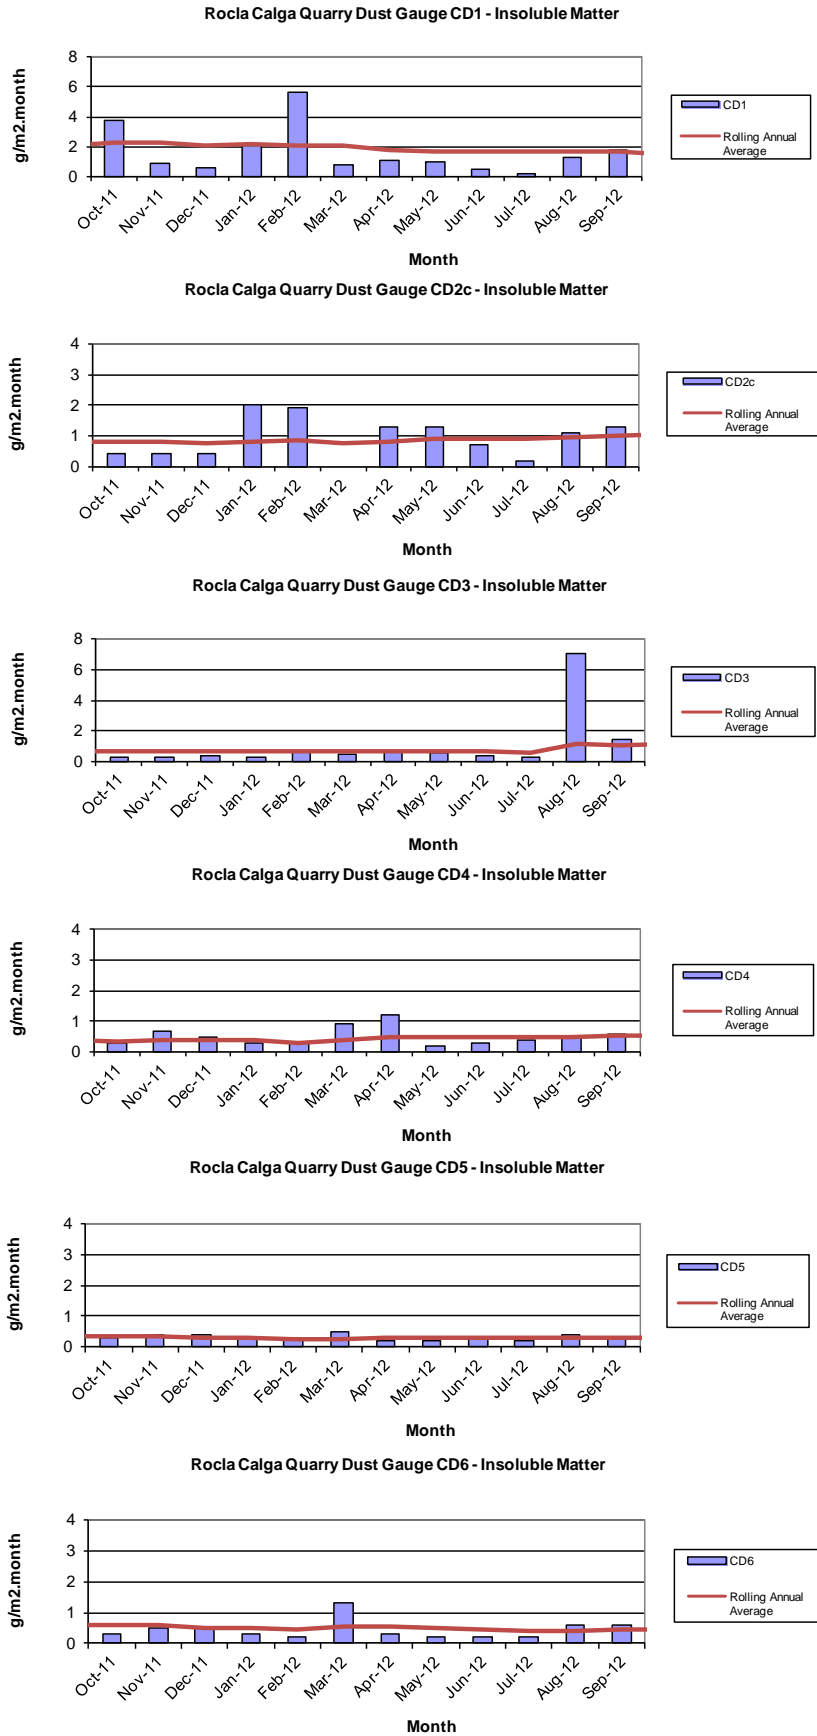 Rocla Calga Quarry Dust Gauge CD1 - Insoluble Matter
g/m2.month
8
6
4
2
0
Oct-11
Nov-11
Dec-11
Jan-12
Feb-12
Mar-12
Apr-12
May-12
Jun-12
Jul-12
Aug-12
Sep-12
Month
CD1
Rolling Annual
Average
Rocla Calga Quarry Dust Gauge CD2c - Insoluble Matter
g/m2.month
4
3
2
1
0
Oct-11
Nov-11
Dec-11
Jan-12
Feb-12
Mar-12
Apr-12
May-12
Jun-12
Jul-12
Aug-12
Sep-12
Month
CD2c
Rolling Annual
Average
Rocla Calga Quarry Dust Gauge CD3 - Insoluble Matter
g/m2.month
8
6
4
2
0
Oct-11
Nov-11
Dec-11
Jan-12
Feb-12
Mar-12
Apr-12
May-12
Jun-12
Jul-12
Aug-12
Sep-12
Month
CD3
Rolling Annual
Average
Rocla Calga Quarry Dust Gauge CD4 - Insoluble Matter
g/m2.month
4
3
2
1
0
Oct-11
Nov-11
Dec-11
Jan-12
Feb-12
Mar-12
Apr-12
May-12
Jun-12
Jul-12
Aug-12
Sep-12
Month
CD4
Rolling Annual
Average
Rocla Calga Quarry Dust Gauge CD5 - Insoluble Matter
g/m2.month
4
3
2
1
0
Oct-11
Nov-11
Dec-11
Jan-12
Feb-12
Mar-12
Apr-12
May-12
Jun-12
Jul-12
Aug-12
Sep-12
Month
CD5
Rolling Annual
Average
Rocla Calga Quarry Dust Gauge CD6 - Insoluble Matter
g/m2.month
4
3
2
1
0
Oct-11
Nov-11
Dec-11
Jan-12
Feb-12
Mar-12
Apr-12
May-12
Jun-12
Jul-12
Aug-12
Sep-12
Month
CD6
Rolling Annual
Average